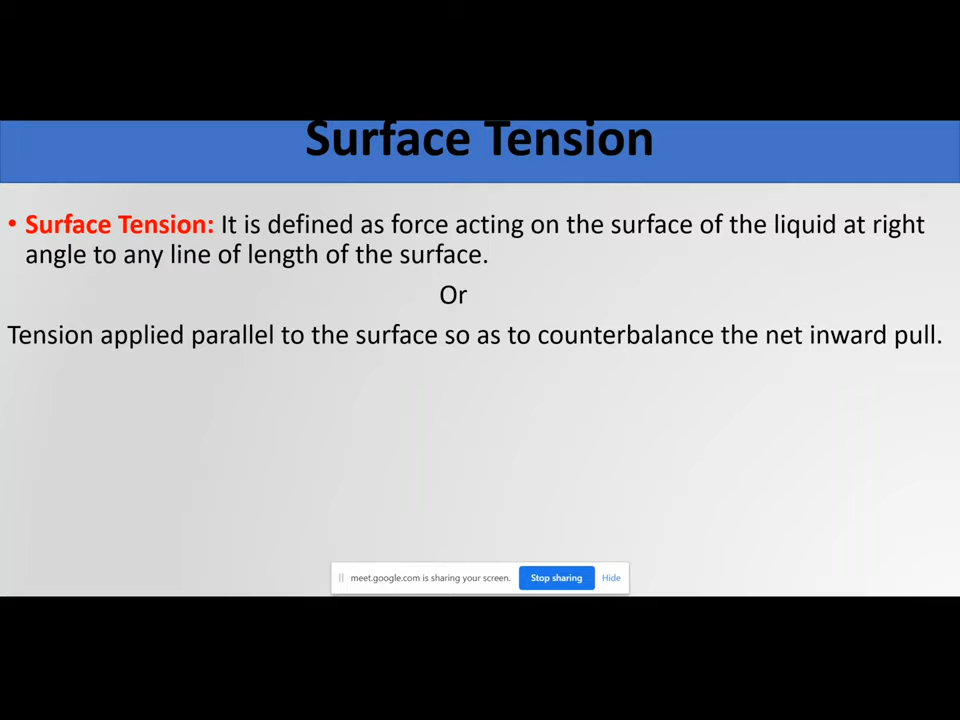 Surface Tension
• Surface Tension: It is defined as force acting on the surface of the liquid at right
angle to any line of length of the surface.
Or
Tension applied parallel to the surface so as to counterbalance the net inward pull.
meet.google.com is sharing your screen. Stop sharing Hide